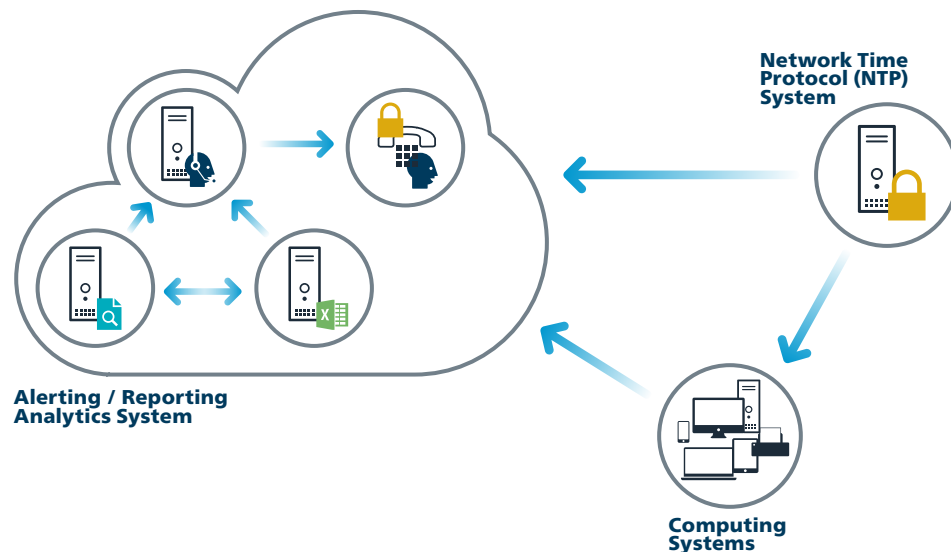 Network Time
Protocol (NTP)
System
X
Alerting / Reporting
Analytics System
Computing
Systems